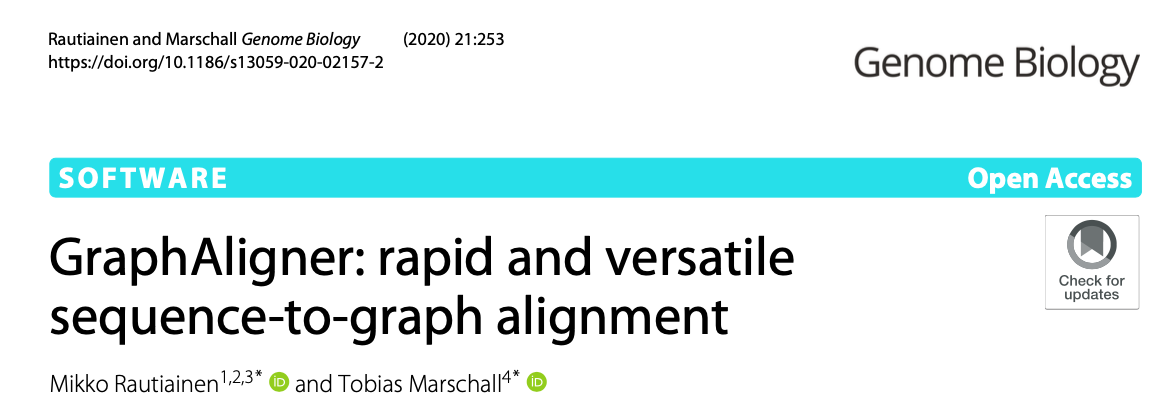 Rautiainen and Marschall Genome Biology (2020) 21:253
https://doi.org/10.1186/s13059-020-02157-2
Genome Biology
SOFTWARE Open Access
GraphAligner: rapid and versatile
sequence-to-graph alignment
Check for
updates
Mikko Rautiainen1,2,3* iD and Tobias Marschall4* iD